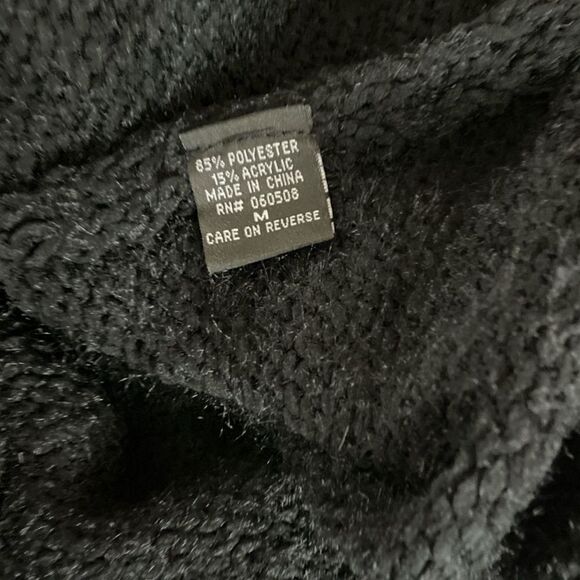 85% POLYESTER
15% ACRYLIC
MADE IN CHINA
RN# 060508
M
CARE ON REVERSE